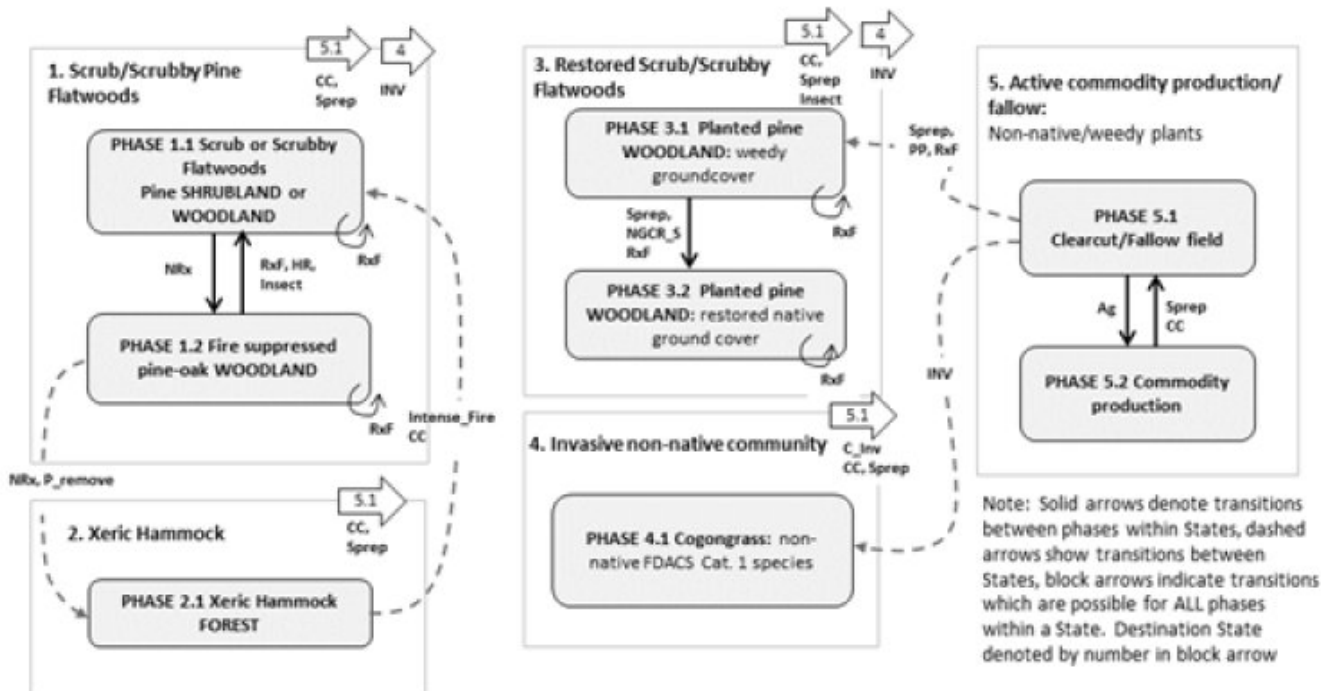 5.1
4
CC,
Sprep
INV
1. Scrub/Scrubby Pine
Flatwoods
PHASE 1.1 Scrub or Scrubby
Flatwoods
Pine SHRUBLAND or
WOODLAND
RxF
NRx
RxF, HR,
Insect
PHASE 1.2 Fire suppressed
pine-oak WOODLAND
RxF
Intense_Fire
CC
NRx, P_remove
5.1
CC,
Sprep
2. Xeric Hammock
PHASE 2.1 Xeric Hammock
FOREST
5.1
4
CC,
Sprep
Insect
INV
3. Restored Scrub/Scrubby
Flatwoods
PHASE 3.1 Planted pine
WOODLAND: weedy
groundcover
RxF
Sprep,
NGCR_S
RxF
PHASE 3.2 Planted pine
WOODLAND: restored native
ground cover
RxF
5.1
C_Inv
CC, Sprep
4. Invasive non-native community
PHASE 4.1 Cogongrass: non-
native FDACS Cat. 1 species
Sprep,
PP, RxF
INV
5. Active commodity production/
fallow:
Non-native/weedy plants
PHASE 5.1
Clearcut/Fallow field
Ag
Sprep
CC
PHASE 5.2 Commodity
production
Note: Solid arrows denote transitions
between phases within States, dashed
arrows show transitions between
States, block arrows indicate transitions
which are possible for ALL phases
within a State. Destination State
denoted by number in block arrow